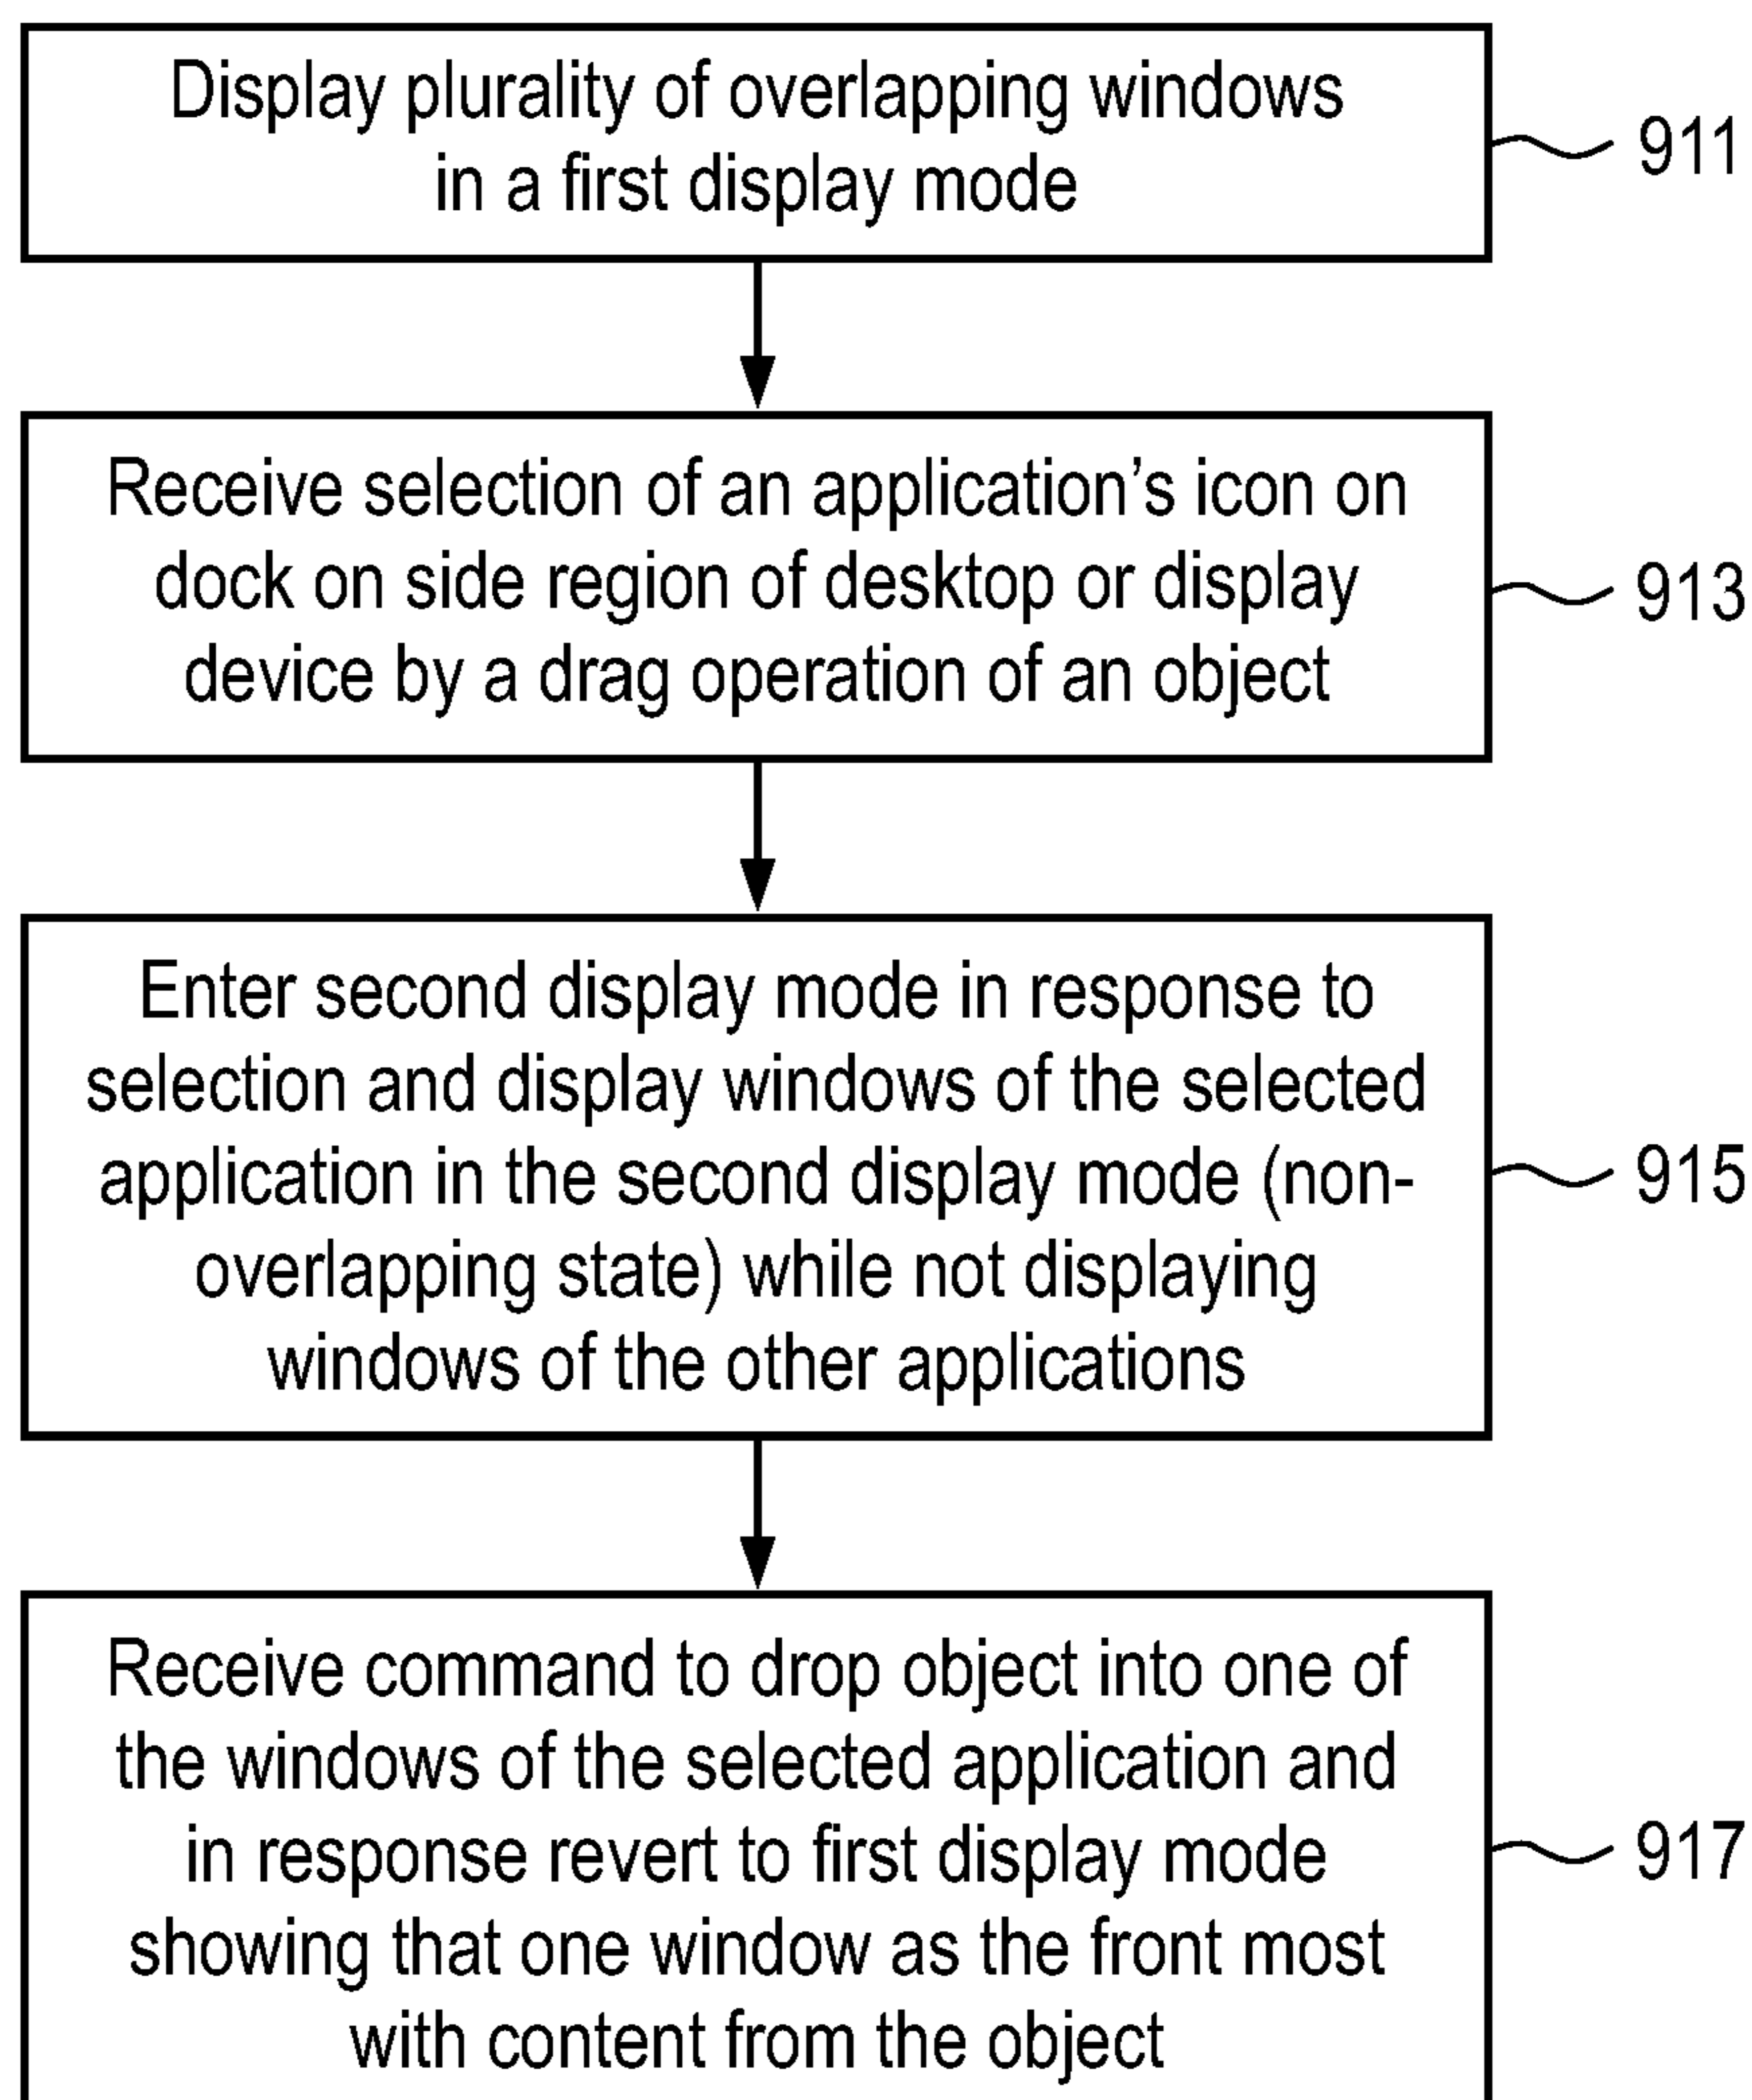 Display plurality of overlapping windows
in a first display mode
911
Receive selection of an application's icon on
dock on side region of desktop or display
device by a drag operation of an object
913
Enter second display mode in response to
selection and display windows of the selected
application in the second display mode (non-
overlapping state) while not displaying
windows of the other applications
915
Receive command to drop object into one of
the windows of the selected application and
in response revert to first display mode
showing that one window as the front most
with content from the object
917